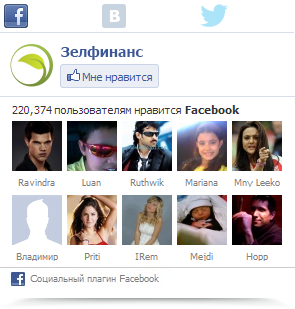 f B
Зелфинанс
Мне нравится
220,374 пользователям нравится Facebook
Ravindra Luan Ruthwik Mariana Mny Leeko
Владимир Priti IRem Mejdi Hopp
f Социальный плагин Facebook